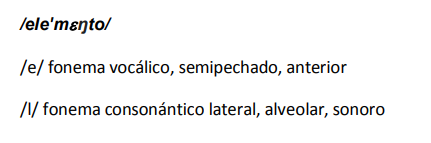 /ele'mɛŋto/
/e/ fonema vocálico, semipechado, anterior
/l/ fonema consonántico lateral, alveolar, sonoro